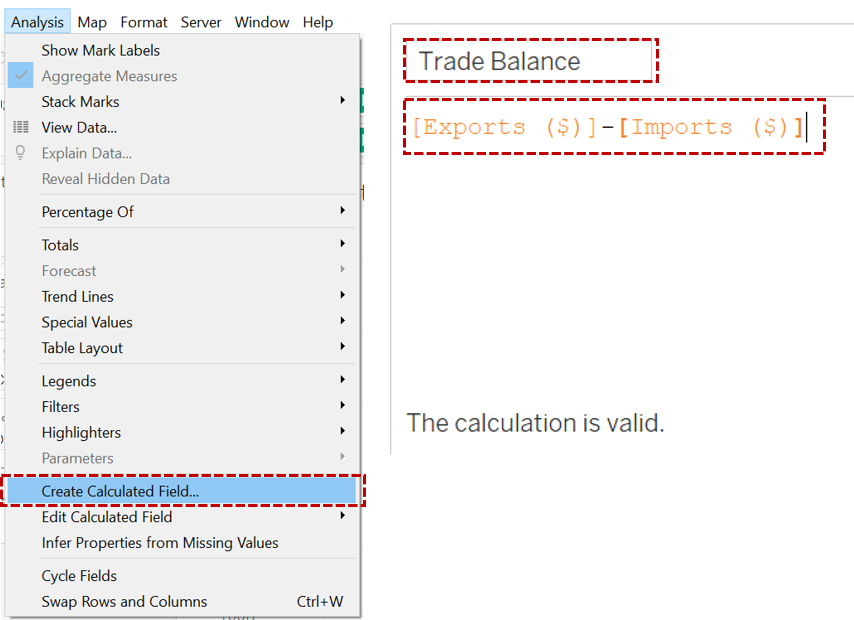 Analysis Map Format Server Window Help
Show Mark Labels
Aggregate Measures
Stack Marks
View Data...
Explain Data...
Reveal Hidden Data
Percentage Of
Totals
Forecast
Trend Lines
Special Values
Table Layout
Legends
Filters
Highlighters
Parameters
Create Calculated Field...
Edit Calculated Field
Infer Properties from Missing Values
Cycle Fields
Swap Rows and Columns Ctrl+W
Trade Balance
[Exports ($)]-[Imports ($)]
The calculation is valid.